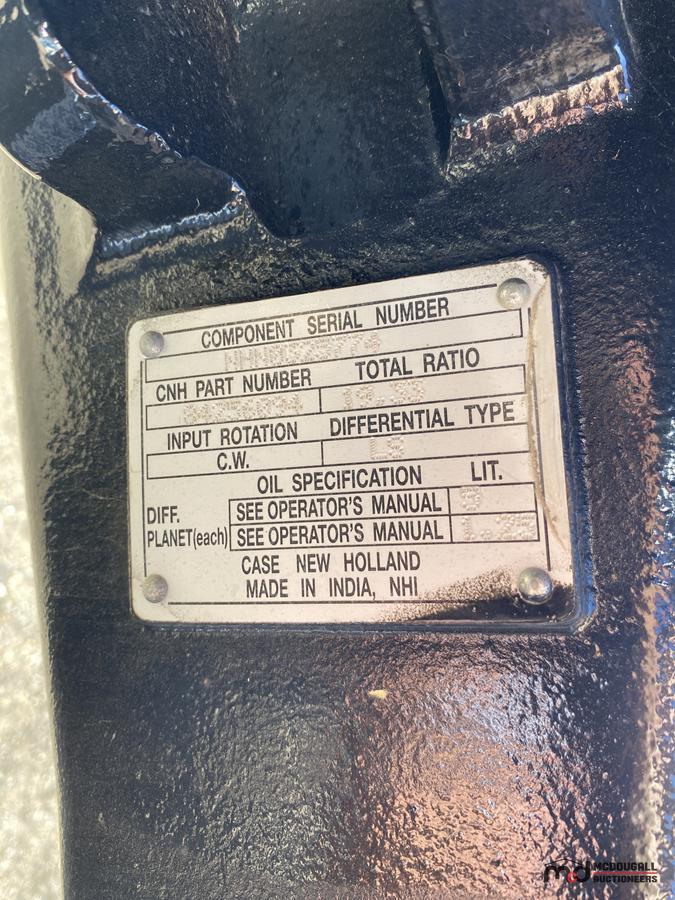 COMPONENT SERIAL NUMBER
CNH PART NUMBER TOTAL RATIO
INPUT ROTATION DIFFERENTIAL TYPE
C.W. LS
OIL SPECIFICATION LIT.
DIFF. SEE OPERATOR'S MANUAL
PLANET(each) SEE OPERATOR'S MANUAL
CASE NEW HOLLAND
MADE IN INDIA, NHI
MCDOUGALL
AUCTIONEERS